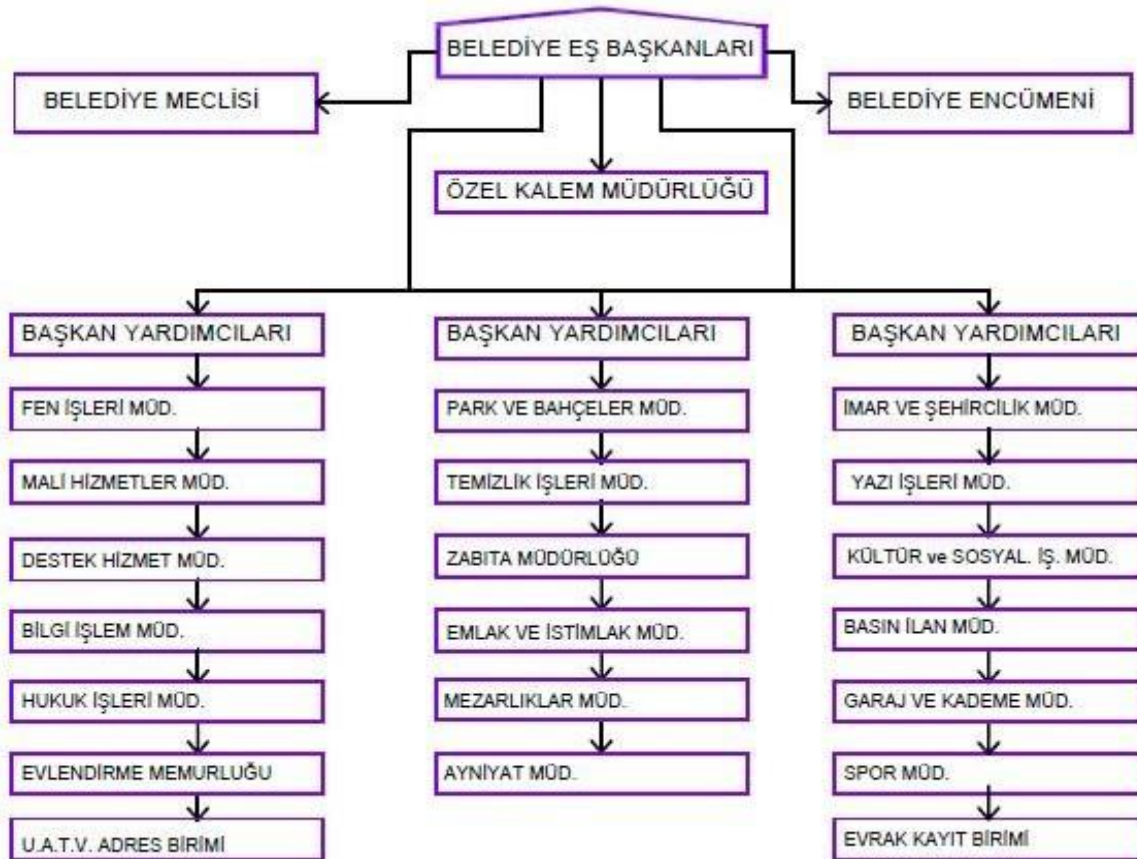 BELEDİYE EŞ BAŞKANLARI
BELEDİYE MECLİSİ
BELEDİYE ENCÜMENİ
ÖZEL KALEM MÜDÜRLÜĞÜ
BAŞKAN YARDIMCILARI
FEN İŞLERİ MÜD.
MALİ HİZMETLER MÜD.
DESTEK HİZMET MÜD.
BİLGİ İŞLEM MÜD.
HUKUK İŞLERİ MÜD.
EVLENDİRME MEMURLUĞU
U.A.T.V. ADRES BİRİMİ
BAŞKAN YARDIMCILARI
PARK VE BAHÇELER MÜD.
TEMİZLİK İŞLERİ MÜD.
ZABITA MÜDÜRLÜĞÜ
EMLAK VE İSTİMLAK MÜD.
MEZARLIKLAR MÜD.
AYNİYAT MÜD.
BAŞKAN YARDIMCILARI
İMAR VE ŞEHİRCİLİK MÜD.
YAZI İŞLERİ MÜD.
KÜLTÜR ve SOSYAL. İŞ. MÜD.
BASIN İLAN MÜD.
GARAJ VE KADEME MÜD.
SPOR MÜD.
EVRAK KAYIT BİRİMİ